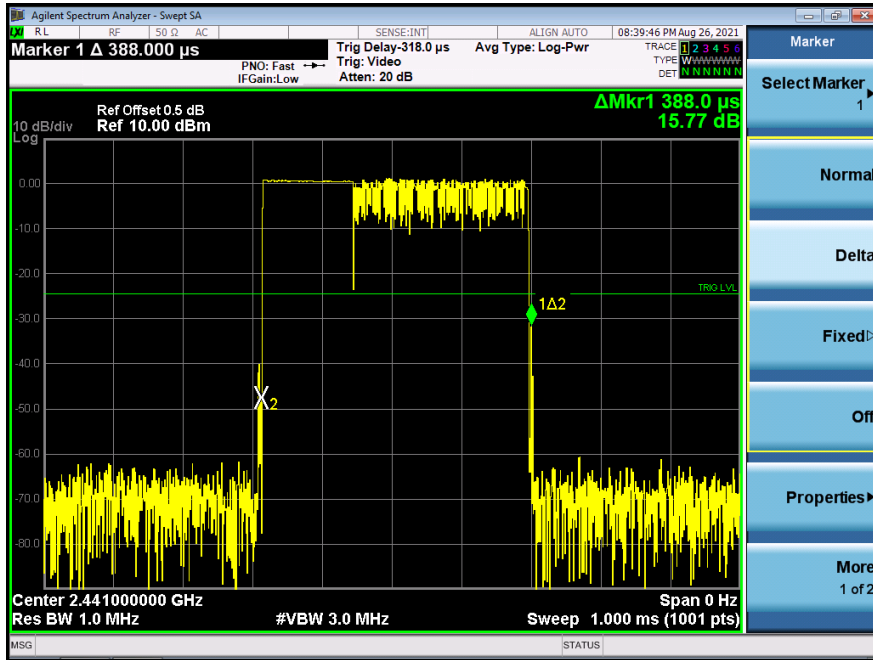 Agilent Spectrum Analyzer - Swept SA
LXI RL RF 50 Ω AC SENSE:INT ALIGN AUTO 08:39:46 PM Aug 26, 2021
Marker 1 Δ 388.000 µs
PNO: Fast
IFGain:Low
Trig Delay-318.0 µs
Trig: Video
Atten: 20 dB
Avg Type: Log-Pwr
TRACE 1 2 3 4 5 6
TYPE WWWWWW
DET N N N N N N
ΔMkr1 388.0 µs
15.77 dB
Ref Offset 0.5 dB
10 dB/div Ref 10.00 dBm
Log
0.00
-10.0
-20.0
TRIG LVL
-30.0
1Δ2
-40.0
-50.0
X2
-60.0
-70.0
-80.0
Center 2.441000000 GHz Span 0 Hz
Res BW 1.0 MHz #VBW 3.0 MHz Sweep 1.000 ms (1001 pts)
MSG STATUS
Marker
Select Marker
1
Normal
Delta
Fixed
Off
Properties
More
1 of 2